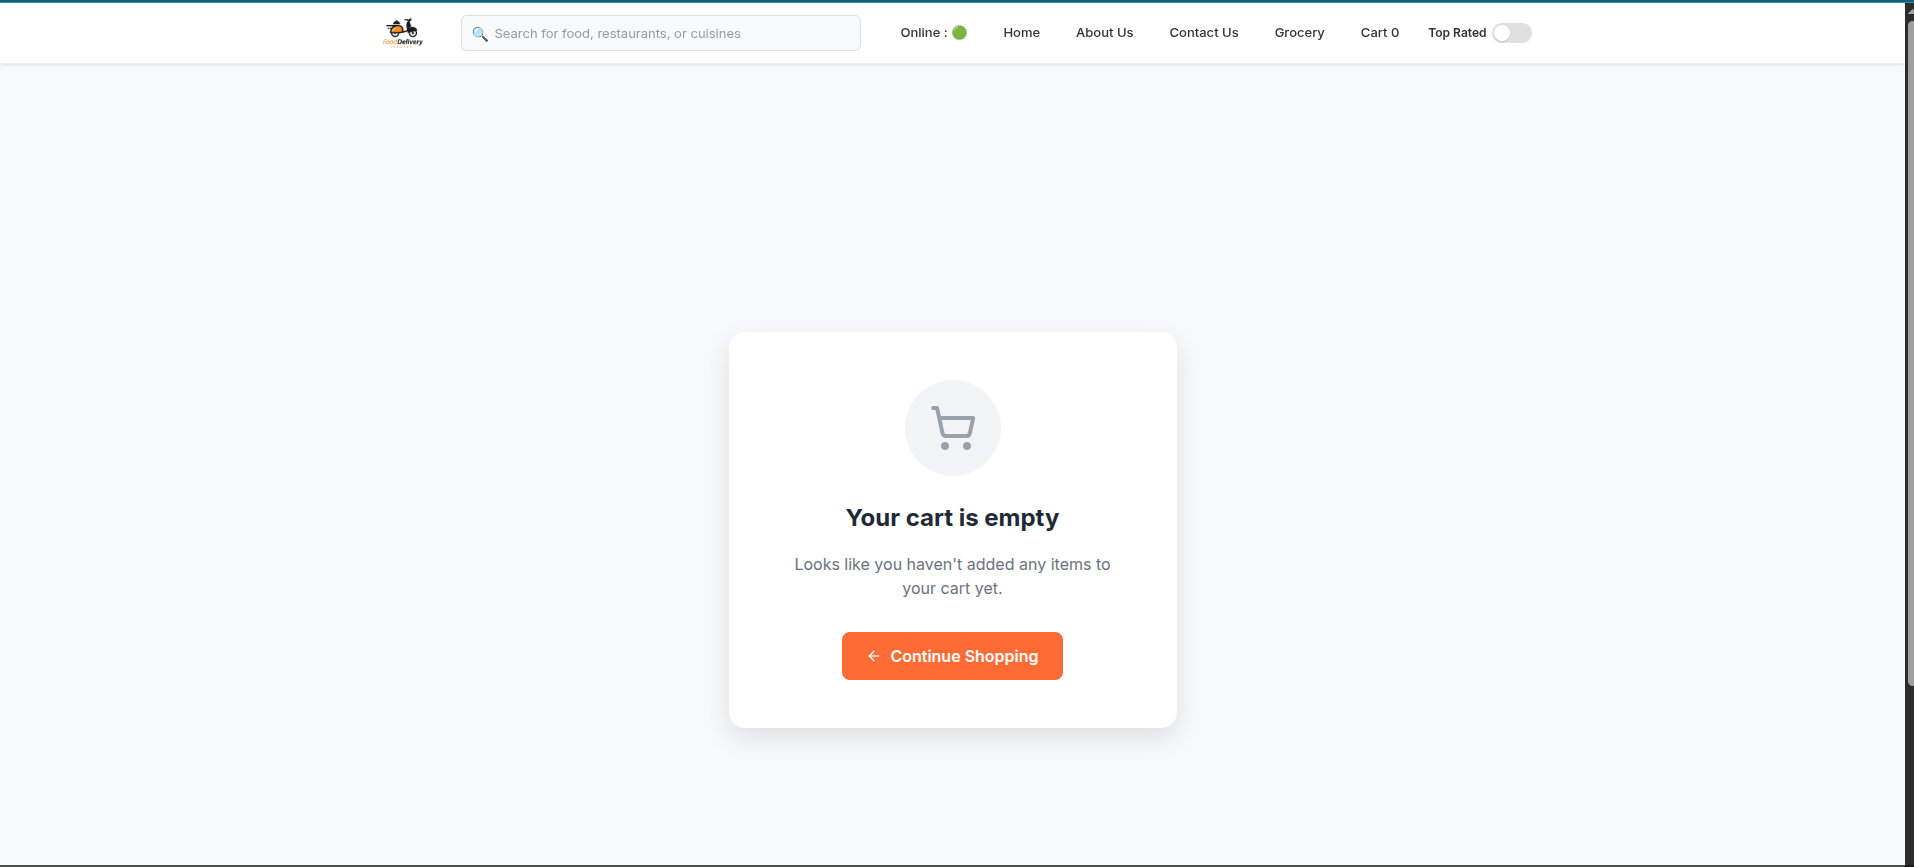 FoodDelivery
Search for food, restaurants, or cuisines
Online :
Home
About Us
Contact Us
Grocery
Cart 0
Top Rated
Your cart is empty
Looks like you haven't added any items to
your cart yet.
Continue Shopping